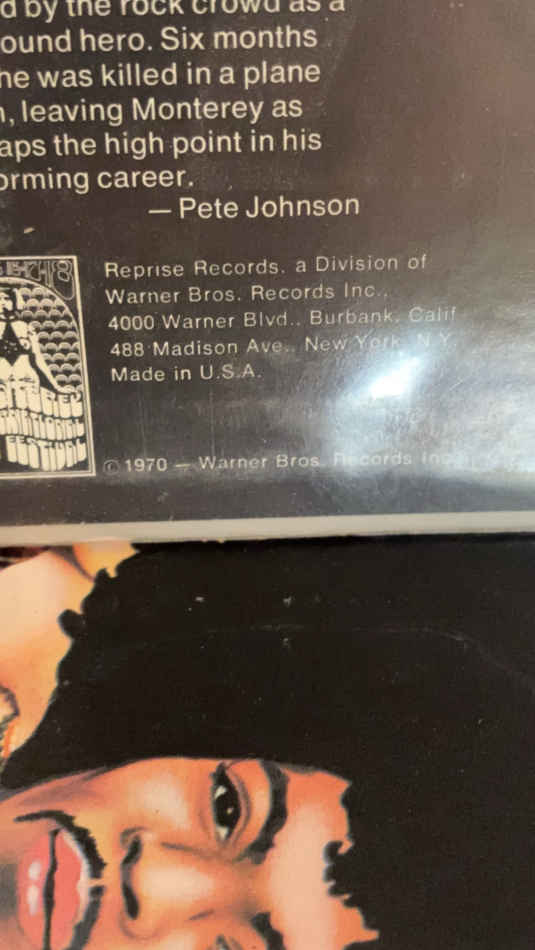 d by the rock crowd as a
ound hero. Six months
he was killed in a plane
, leaving Monterey as
aps the high point in his
orming career.
— Pete Johnson
Reprise Records, a Division of
Warner Bros. Records Inc.,
4000 Warner Blvd., Burbank, Calif
488 Madison Ave., New York, N.Y.
Made in U.S.A.
FESTIVAL
© 1970 — Warner Bros. Records Inc.